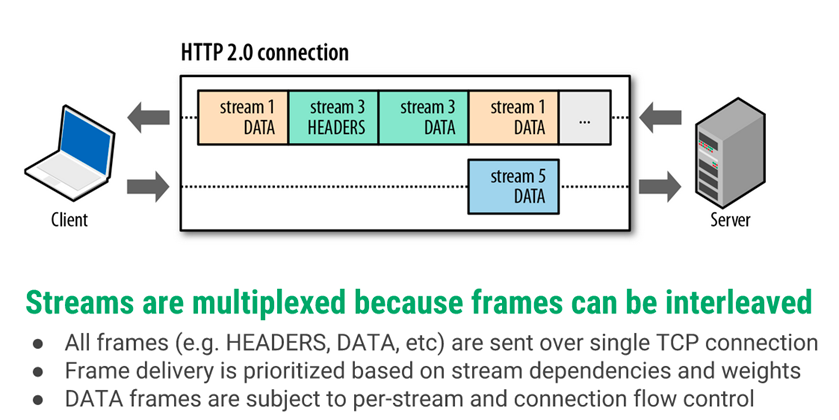 HTTP 2.0 connection
stream 1 DATA
stream 3 HEADERS
stream 3 DATA
stream 1 DATA
...
stream 5 DATA
Client
Server
Streams are multiplexed because frames can be interleaved
● All frames (e.g. HEADERS, DATA, etc) are sent over single TCP connection
● Frame delivery is prioritized based on stream dependencies and weights
● DATA frames are subject to per-stream and connection flow control